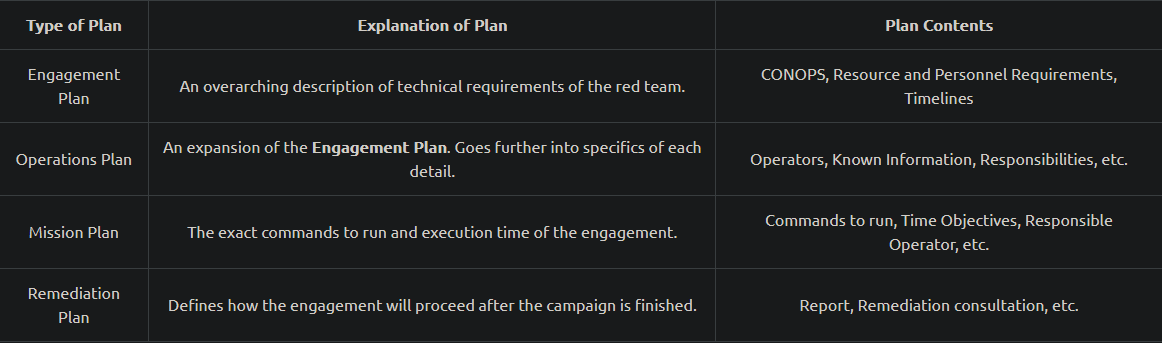 Type of Plan
Explanation of Plan
Plan Contents
Engagement
Plan
An overarching description of technical requirements of the red team.
CONOPS, Resource and Personnel Requirements,
Timelines
Operations Plan
An expansion of the Engagement Plan. Goes further into specifics of each
detail.
Operators, Known Information, Responsibilities, etc.
Mission Plan
The exact commands to run and execution time of the engagement.
Commands to run, Time Objectives, Responsible
Operator, etc.
Remediation
Plan
Defines how the engagement will proceed after the campaign is finished.
Report, Remediation consultation, etc.